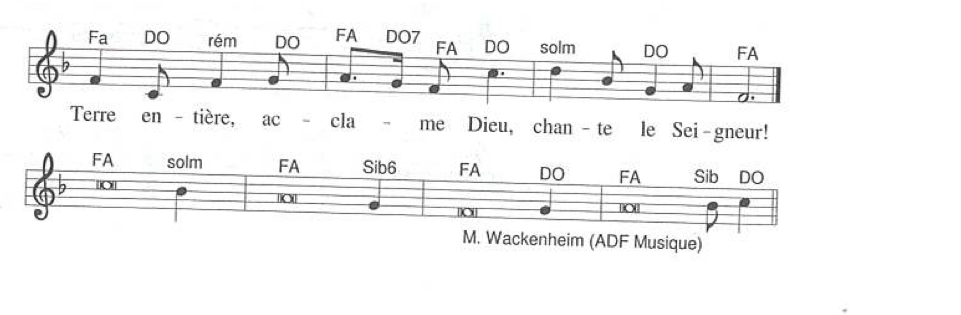 Fa DO rém DO FA DO7 FA DO solm DO FA
Terre en - tière, ac - cla - me Dieu, chan - te le Sei - gneur!
FA solm FA Sib6 FA DO FA Sib DO
M. Wackenheim (ADF Musique)